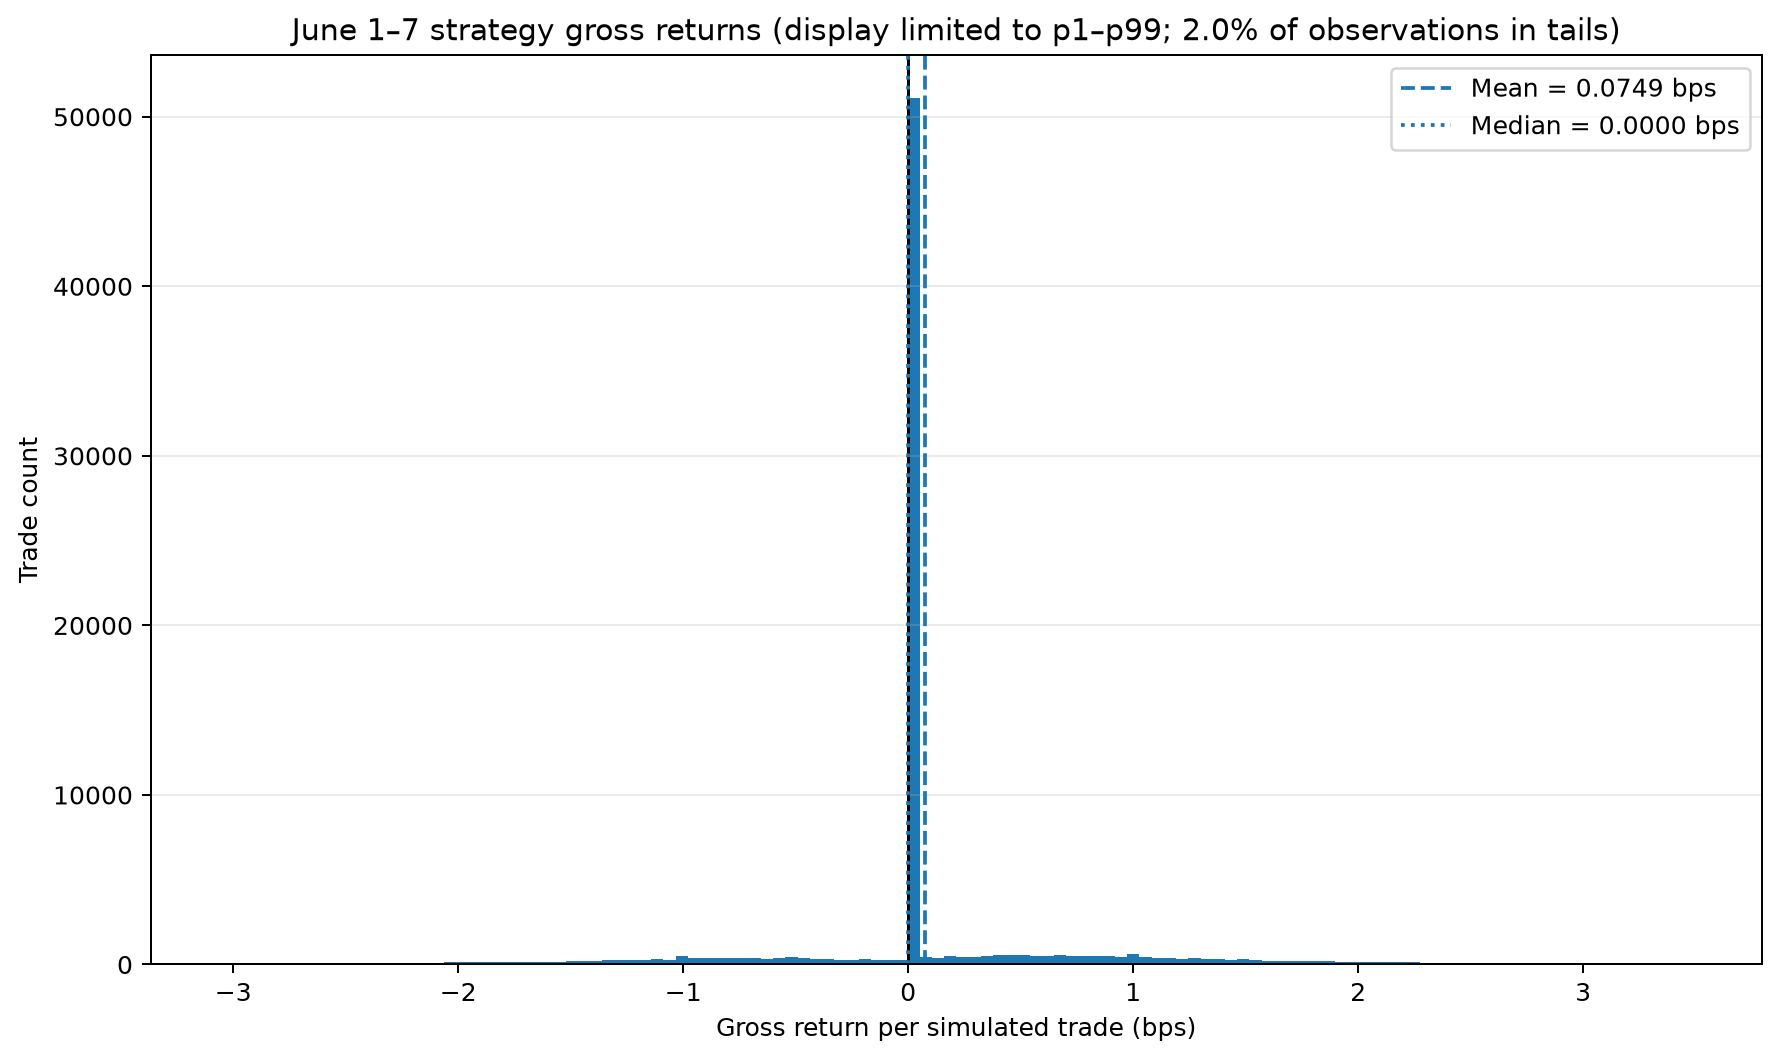 June 1–7 strategy gross returns (display limited to p1–p99; 2.0% of observations in tails)
Mean = 0.0749 bps
Median = 0.0000 bps
Trade count
50000
40000
30000
20000
10000
0
−3
−2
−1
0
1
2
3
Gross return per simulated trade (bps)